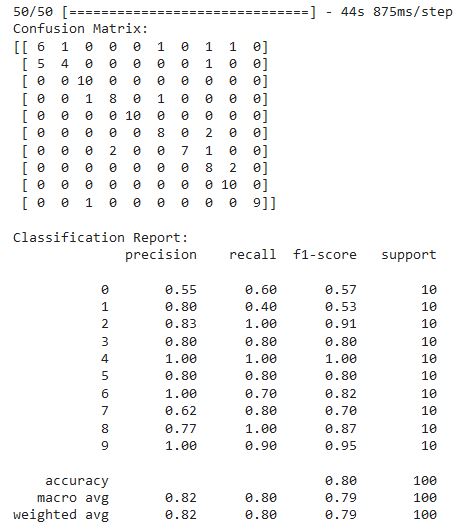 50/50 [==============================] - 44s 875ms/step
Confusion Matrix:
[[ 6  1  0  0  0  1  0  1  1  0]
 [ 5  4  0  0  0  0  0  1  0  0]
 [ 0  0 10  0  0  0  0  0  0  0]
 [ 0  0  1  8  0  1  0  0  0  0]
 [ 0  0  0  0 10  0  0  0  0  0]
 [ 0  0  0  0  0  8  0  2  0  0]
 [ 0  0  0  2  0  0  7  1  0  0]
 [ 0  0  0  0  0  0  0  8  2  0]
 [ 0  0  0  0  0  0  0  0 10  0]
 [ 0  0  1  0  0  0  0  0  0  9]]
Classification Report:
precision recall f1-score support
0 0.55 0.60 0.57 10
1 0.80 0.40 0.53 10
2 0.83 1.00 0.91 10
3 0.80 0.80 0.80 10
4 1.00 1.00 1.00 10
5 0.80 0.80 0.80 10
6 1.00 0.70 0.82 10
7 0.62 0.80 0.70 10
8 0.77 1.00 0.87 10
9 1.00 0.90 0.95 10
accuracy 0.80 100
macro avg 0.82 0.80 0.79 100
weighted avg 0.82 0.80 0.79 100